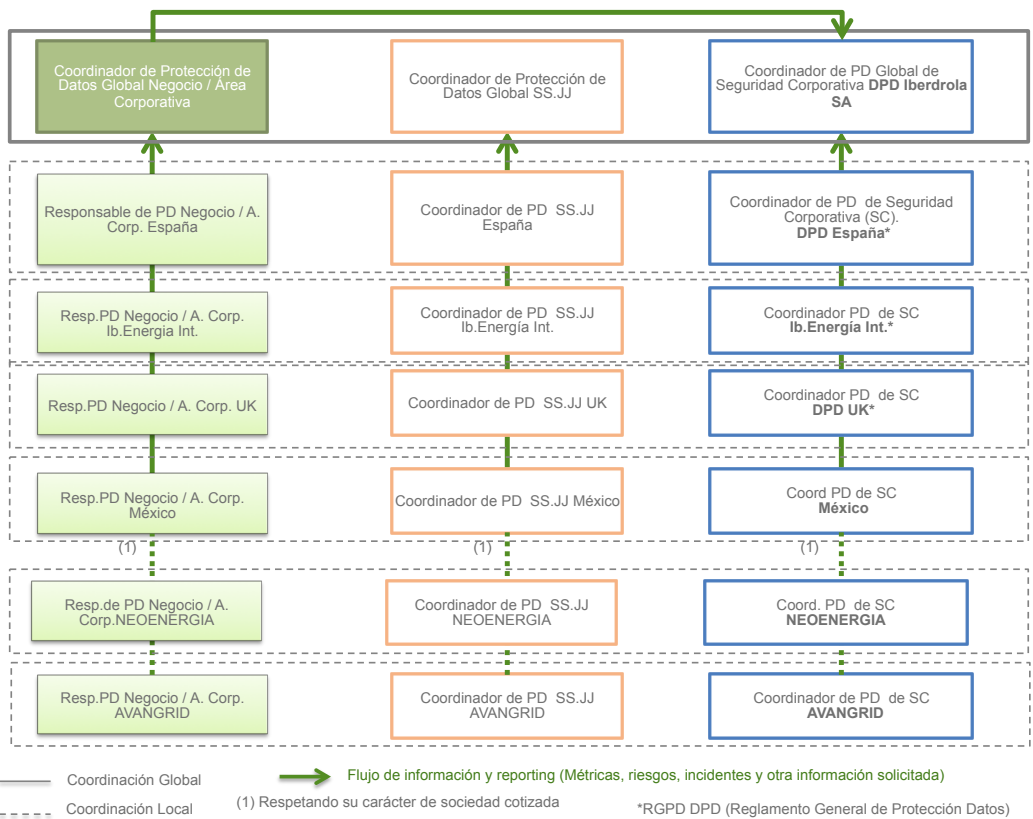 Coordinador de Protección de
Datos Global Negocio / Área
Corporativa
Coordinador de Protección de
Datos Global SS.JJ
Coordinador de PD Global de
Seguridad Corporativa DPD Iberdrola
SA
Responsable de PD Negocio / A.
Corp. España
Coordinador de PD SS.JJ
España
Coordinador de PD de Seguridad
Corporativa (SC).
DPD España*
Resp.PD Negocio / A. Corp.
Ib.Energia Int.
Coordinador de PD SS.JJ
Ib.Energía Int.
Coordinador PD de SC
Ib.Energía Int.*
Resp.PD Negocio / A. Corp. UK
Coordinador de PD SS.JJ UK
Coordinador PD de SC
DPD UK*
Resp.PD Negocio / A. Corp.
México
Coordinador de PD SS.JJ México
Coord PD de SC
México
(1)
(1)
(1)
Resp.de PD Negocio / A.
Corp.NEOENERGIA
Coordinador de PD SS.JJ
NEOENERGIA
Coord. PD de SC
NEOENERGIA
Resp.PD Negocio / A. Corp.
AVANGRID
Coordinador de PD SS.JJ
AVANGRID
Coordinador de PD de SC
AVANGRID
Coordinación Global
Flujo de información y reporting (Métricas, riesgos, incidentes y otra información solicitada)
Coordinación Local
(1) Respetando su carácter de sociedad cotizada
*RGPD DPD (Reglamento General de Protección Datos)